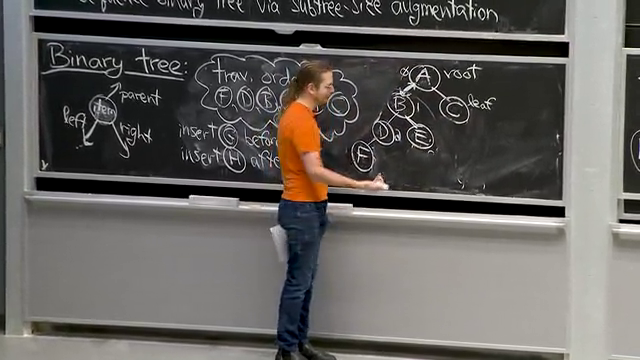 sequence binary tree via subtree-size augmentation
Binary tree:
trav. order
parent
item
left
right
F D B
C
insert G before
insert H after
A root
B
C leaf
D
E
F